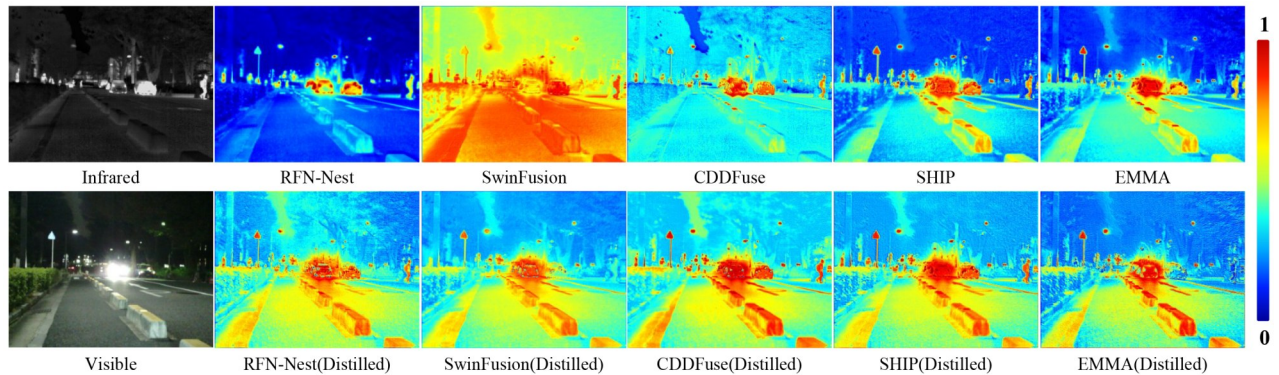 1
Infrared RFN-Nest SwinFusion CDDFuse SHIP EMMA
0
Visible RFN-Nest(Distilled) SwinFusion(Distilled) CDDFuse(Distilled) SHIP(Distilled) EMMA(Distilled)